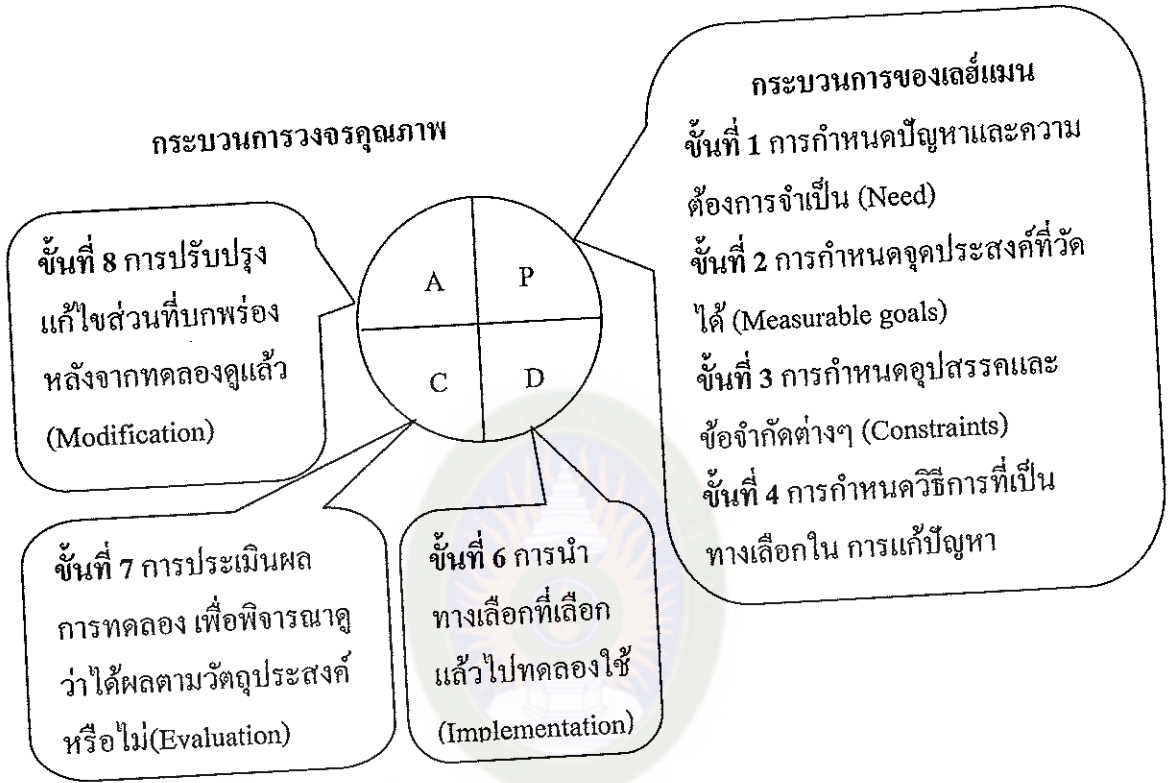 กระบวนการวงจรคุณภาพ
กระบวนการของเลฮ์แมน
ขั้นที่ 1 การกำหนดปัญหาและความ
ต้องการจำเป็น (Need)
ขั้นที่ 2 การกำหนดจุดประสงค์ที่วัด
ได้ (Measurable goals)
ขั้นที่ 3 การกำหนดอุปสรรคและ
ข้อจำกัดต่างๆ (Constraints)
ขั้นที่ 4 การกำหนดวิธีการที่เป็น
ทางเลือกใน การแก้ปัญหา
A
P
C
D
ขั้นที่ 8 การปรับปรุง
แก้ไขส่วนที่บกพร่อง
หลังจากทดลองดูแล้ว
(Modification)
ขั้นที่ 7 การประเมินผล
การทดลอง เพื่อพิจารณาดู
ว่าได้ผลตามวัตถุประสงค์
หรือไม่(Evaluation)
ขั้นที่ 6 การนำ
ทางเลือกที่เลือก
แล้วไปทดลองใช้
(Implementation)